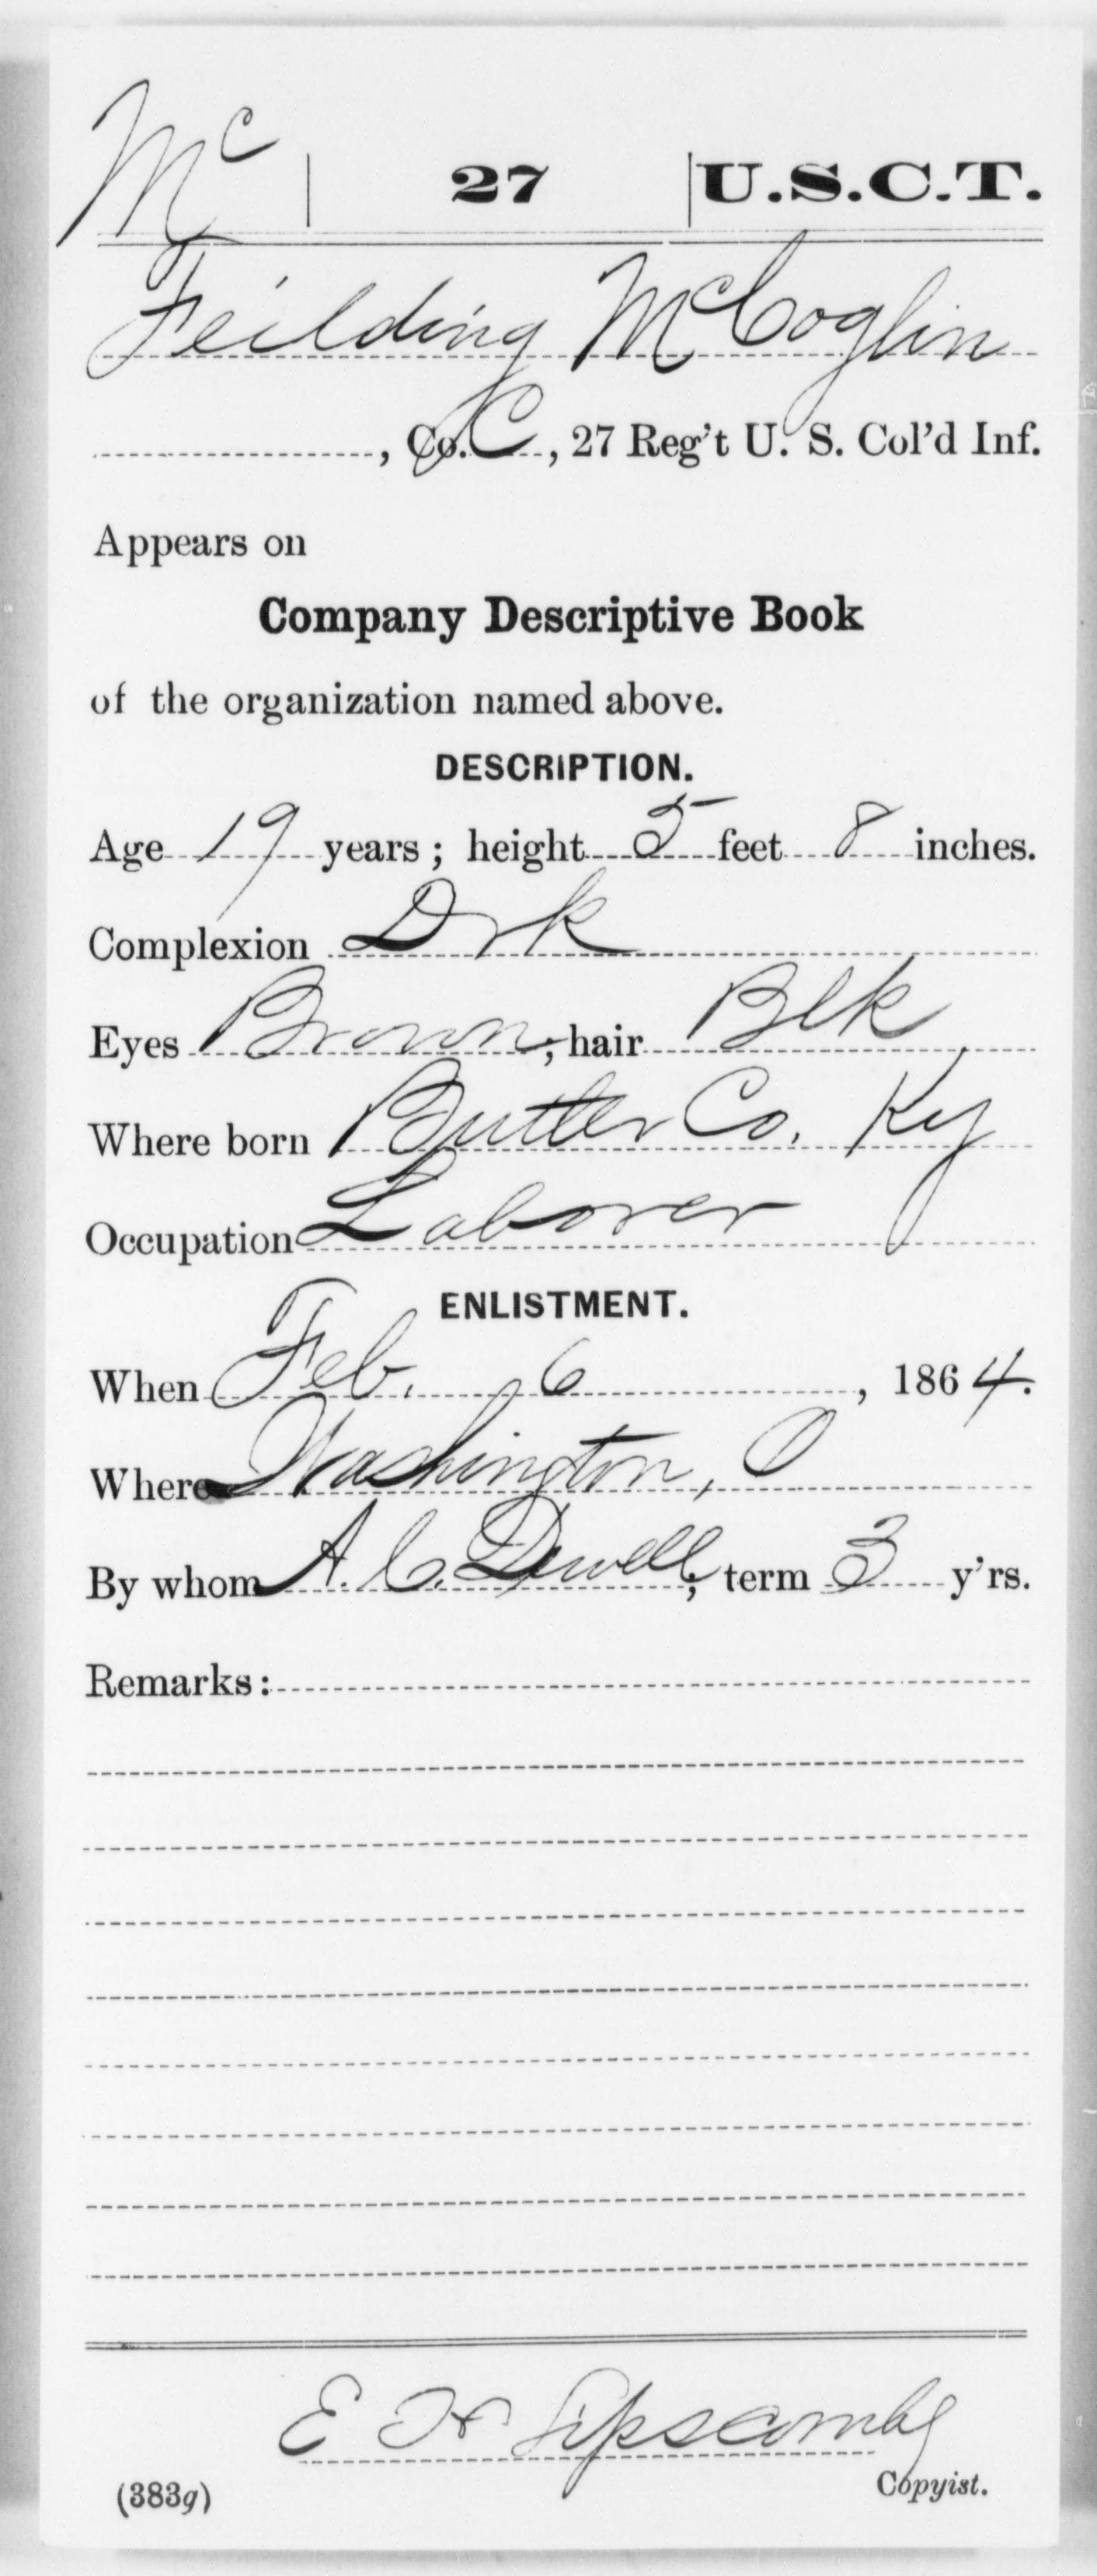 Mc | 27 | U.S.C.T.
Feilding McCoglin
, Co. C, 27 Reg't U. S. Col'd Inf.
Appears on
Company Descriptive Book
of the organization named above.
DESCRIPTION.
Age 19 years; height 5 feet 8 inches.
Complexion Drk
Eyes Brown; hair Blk
Where born Butler Co. Ky
Occupation Laborer
ENLISTMENT.
When Feb. 6, 1864.
Where Washington, O
By whom A. C. Dewell; term 3 y'rs.
Remarks:
E H Lipscomb
(383g) Copyist.